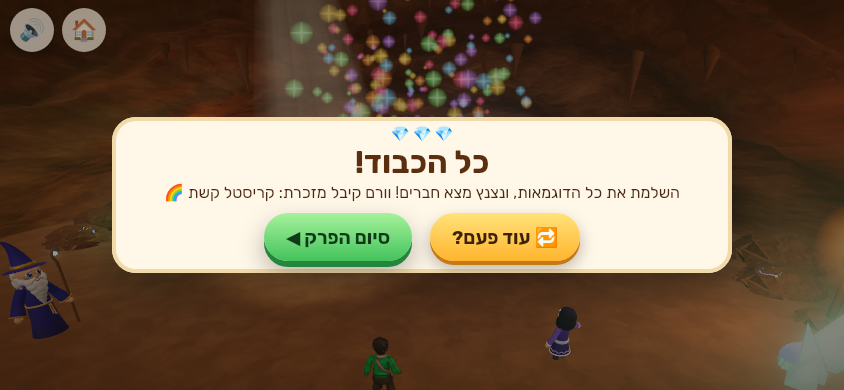 כל הכבוד!
השלמת את כל הדוגמאות, ונצנץ מצא חברים! וורם קיבל מזכרת: קריסטל קשת 🌈
🔁 עוד פעם?
סיום הפרק ◀